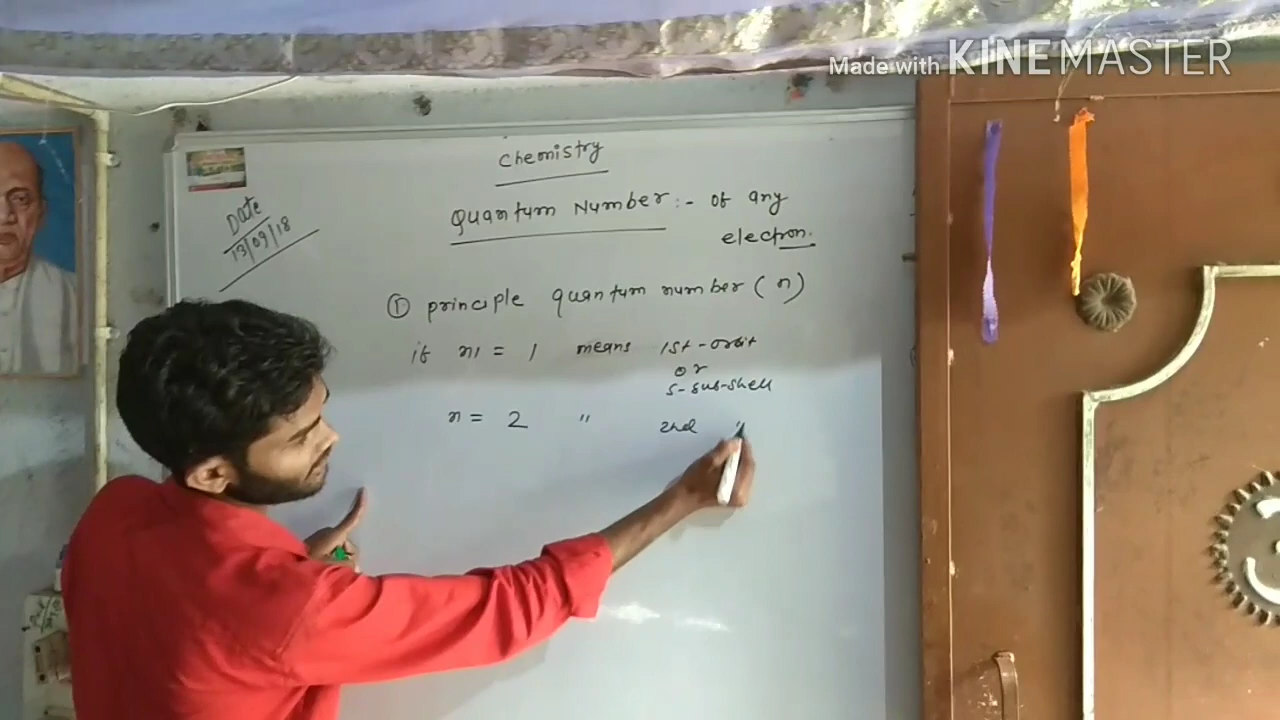 Made with KINEMASTER
Chemistry
Date
13/09/18
Quantum Number :- of any
electron.
① principle quantum number (n)
if n = 1 means 1st - orbit
or
s-sub-shell
n = 2 " 2nd "